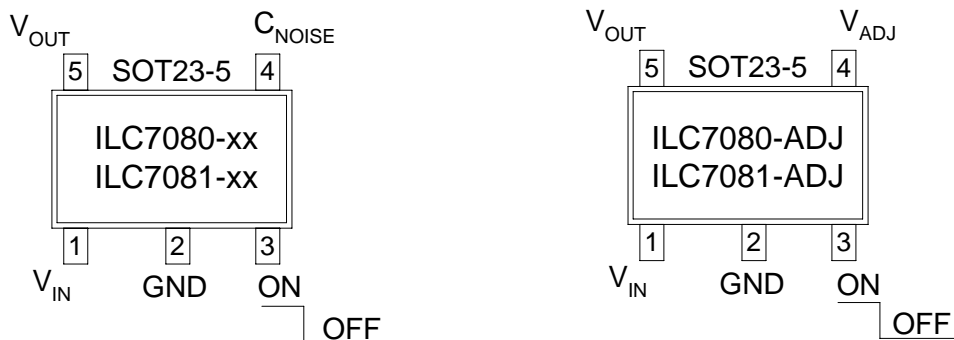 VOUT CNOISE
5 SOT23-5 4
ILC7080-xx
ILC7081-xx
1 2 3
VIN GND ON
OFF
VOUT VADJ
5 SOT23-5 4
ILC7080-ADJ
ILC7081-ADJ
1 2 3
VIN GND ON
OFF